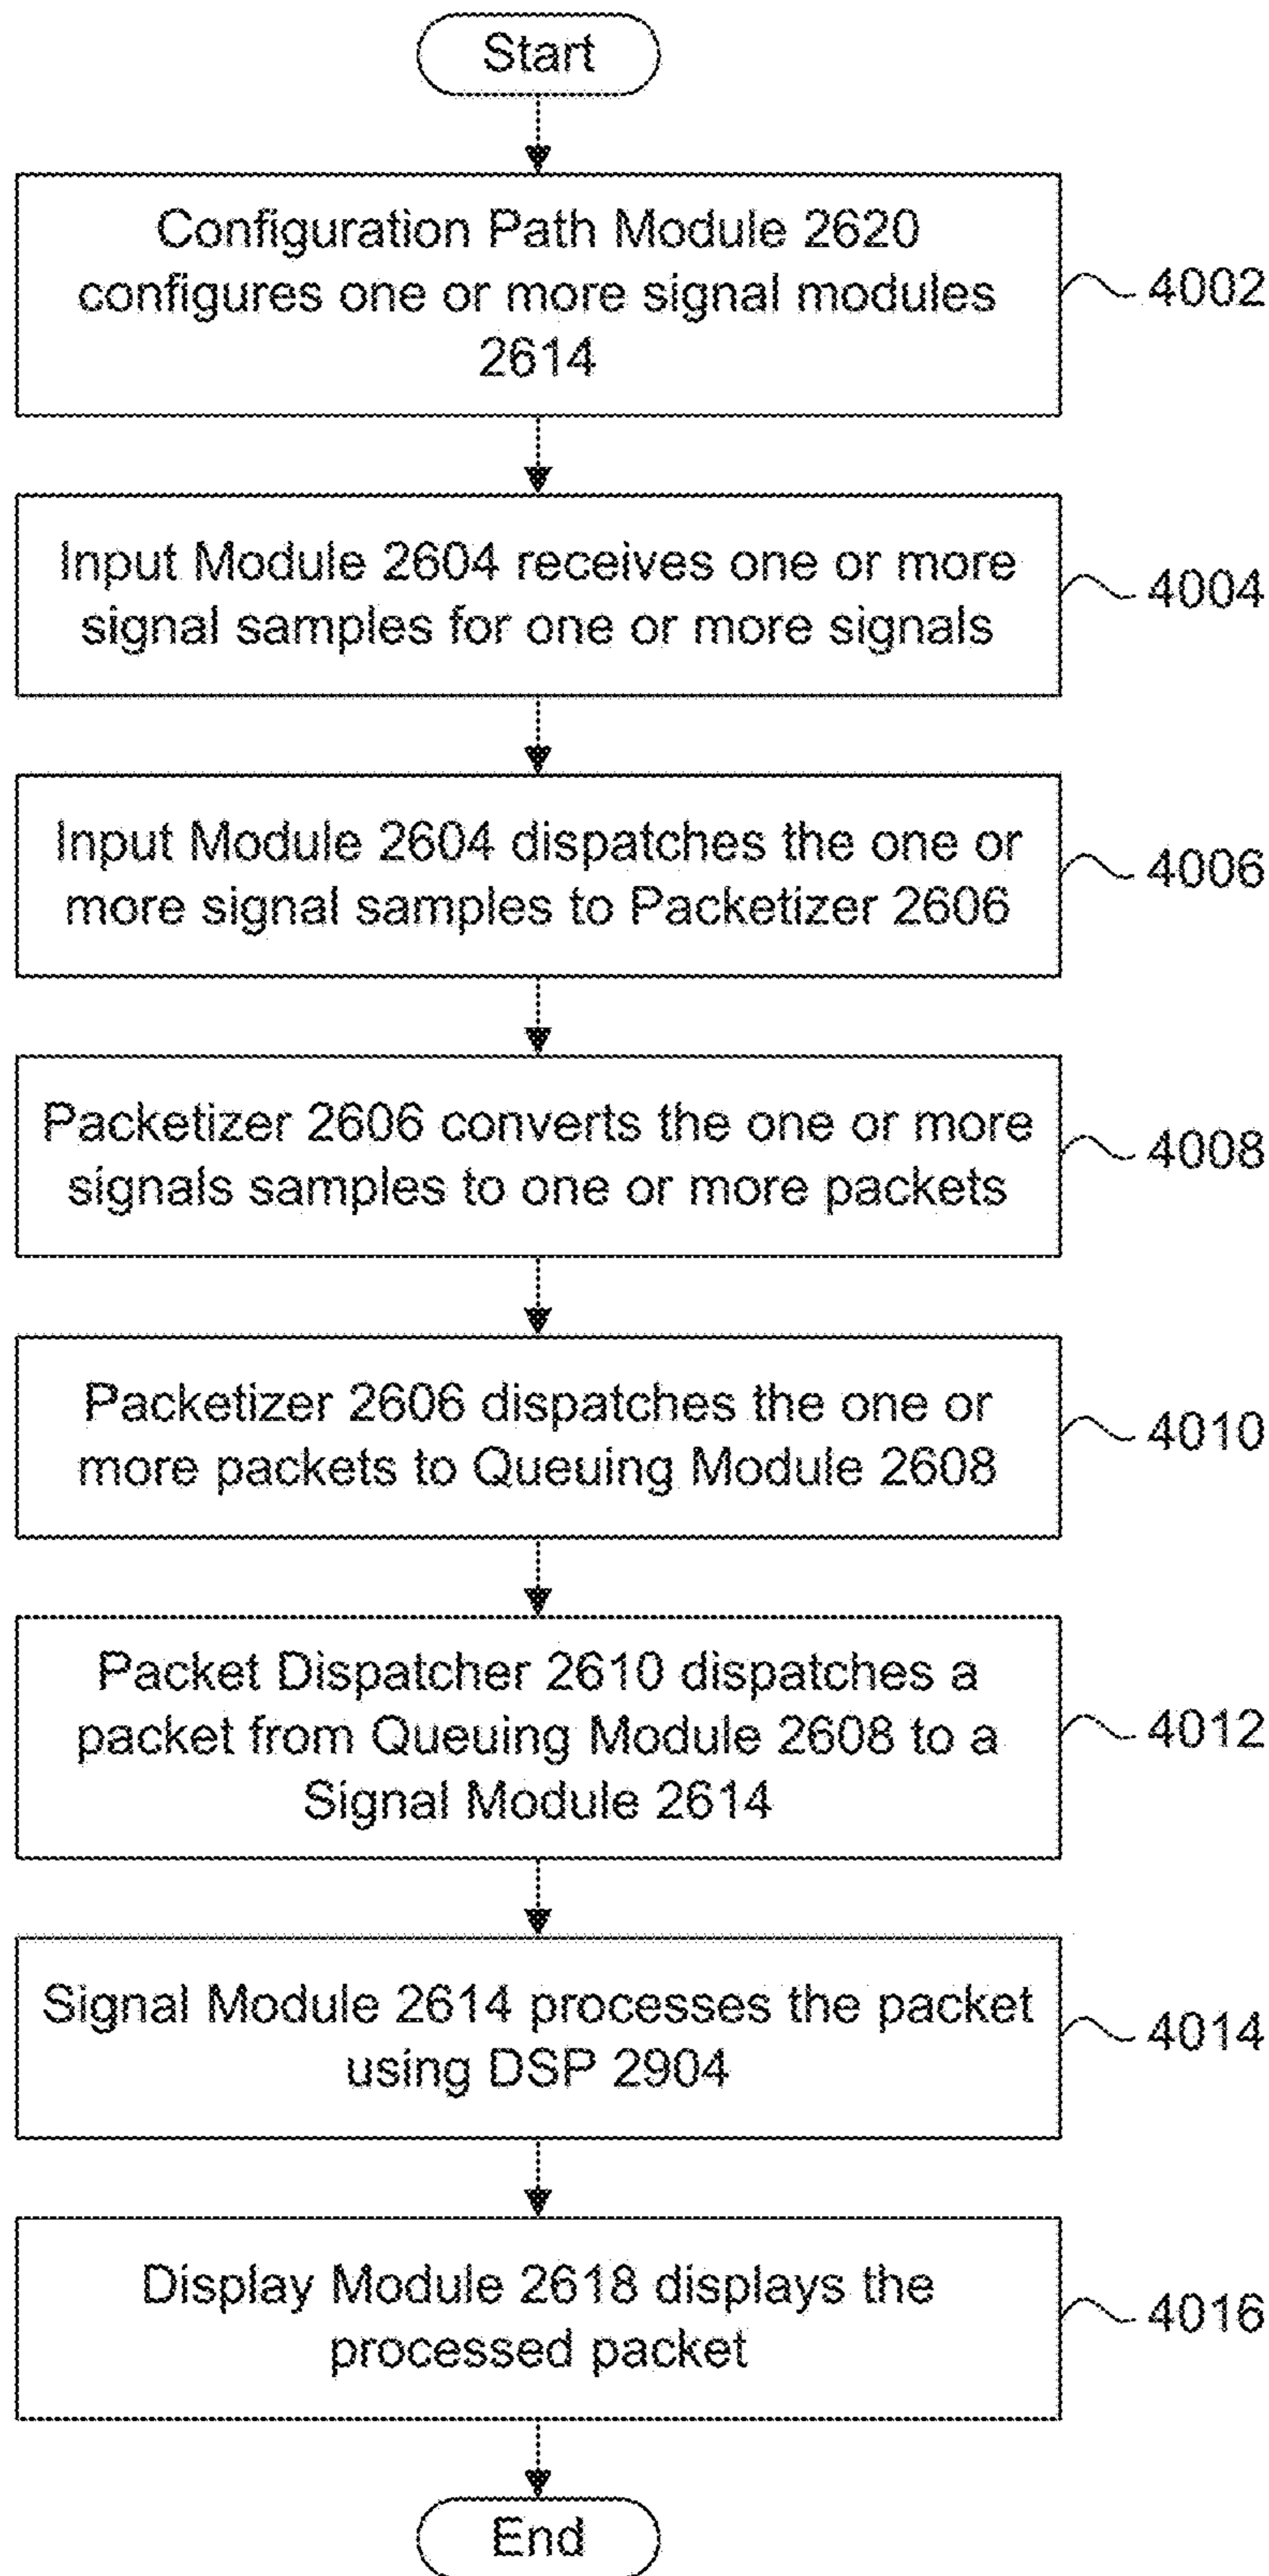 Start
Configuration Path Module 2620
configures one or more signal modules
2614
4002
Input Module 2604 receives one or more
signal samples for one or more signals
4004
Input Module 2604 dispatches the one or
more signal samples to Packetizer 2606
4006
Packetizer 2606 converts the one or more
signals samples to one or more packets
4008
Packetizer 2606 dispatches the one or
more packets to Queuing Module 2608
4010
Packet Dispatcher 2610 dispatches a
packet from Queuing Module 2608 to a
Signal Module 2614
4012
Signal Module 2614 processes the packet
using DSP 2904
4014
Display Module 2618 displays the
processed packet
4016
End